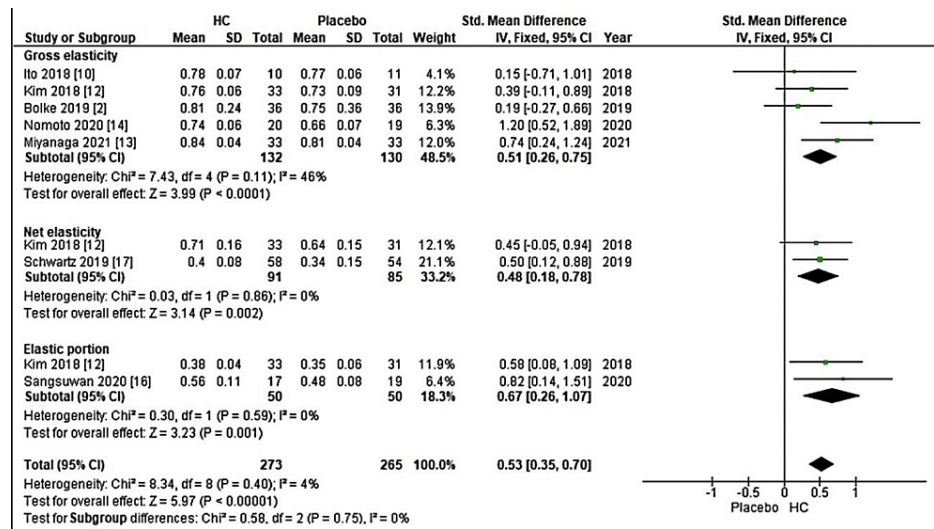 HC Placebo Std. Mean Difference Std. Mean Difference
Study or Subgroup Mean SD Total Mean SD Total Weight IV, Fixed, 95% CI Year IV, Fixed, 95% CI
Gross elasticity
Ito 2018 [10] 0.78 0.07 10 0.77 0.06 11 4.1% 0.15 [-0.71, 1.01] 2018
Kim 2018 [12] 0.76 0.06 33 0.73 0.09 31 12.2% 0.39 [-0.11, 0.89] 2018
Bolke 2019 [2] 0.81 0.24 36 0.75 0.36 36 13.9% 0.19 [-0.27, 0.66] 2019
Nomoto 2020 [14] 0.74 0.06 20 0.66 0.07 19 6.3% 1.20 [0.52, 1.89] 2020
Miyanaga 2021 [13] 0.84 0.04 33 0.81 0.04 33 12.0% 0.74 [0.24, 1.24] 2021
Subtotal (95% CI) 132 130 48.5% 0.51 [0.26, 0.75]
Heterogeneity: Chi² = 7.43, df = 4 (P = 0.11); I² = 46%
Test for overall effect: Z = 3.99 (P < 0.0001)
Net elasticity
Kim 2018 [12] 0.71 0.16 33 0.64 0.15 31 12.1% 0.45 [-0.05, 0.94] 2018
Schwartz 2019 [17] 0.4 0.08 58 0.34 0.15 54 21.1% 0.50 [0.12, 0.88] 2019
Subtotal (95% CI) 91 85 33.2% 0.48 [0.18, 0.78]
Heterogeneity: Chi² = 0.03, df = 1 (P = 0.86); I² = 0%
Test for overall effect: Z = 3.14 (P = 0.002)
Elastic portion
Kim 2018 [12] 0.38 0.04 33 0.35 0.06 31 11.9% 0.58 [0.08, 1.09] 2018
Sangsuwan 2020 [16] 0.56 0.11 17 0.48 0.08 19 6.4% 0.82 [0.14, 1.51] 2020
Subtotal (95% CI) 50 50 18.3% 0.67 [0.26, 1.07]
Heterogeneity: Chi² = 0.30, df = 1 (P = 0.59); I² = 0%
Test for overall effect: Z = 3.23 (P = 0.001)
Total (95% CI) 273 265 100.0% 0.53 [0.35, 0.70]
Heterogeneity: Chi² = 8.34, df = 8 (P = 0.40); I² = 4%
Test for overall effect: Z = 5.97 (P < 0.00001)
Test for Subgroup differences: Chi² = 0.58, df = 2 (P = 0.75), I² = 0%
-1 -0.5 0 0.5 1
Placebo HC